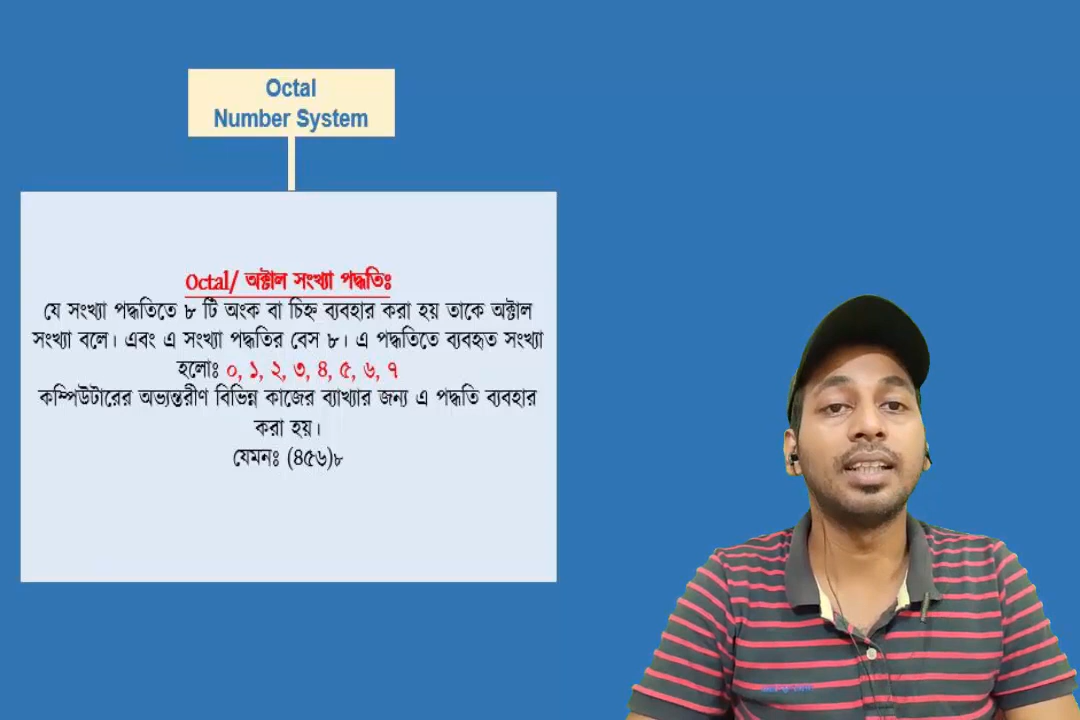 Octal
Number System
Octal/ অক্টাল সংখ্যা পদ্ধতিঃ
যে সংখ্যা পদ্ধতিতে ৮ টি অংক বা চিহ্ন ব্যবহার করা হয় তাকে অক্টাল
সংখ্যা বলে। এবং এ সংখ্যা পদ্ধতির বেস ৮। এ পদ্ধতিতে ব্যবহৃত সংখ্যা
হলোঃ ০, ১, ২, ৩, ৪, ৫, ৬, ৭
কম্পিউটারের অভ্যন্তরীণ বিভিন্ন কাজের ব্যাখ্যার জন্য এ পদ্ধতি ব্যবহার
করা হয়।
যেমনঃ (৪৫৬)৮